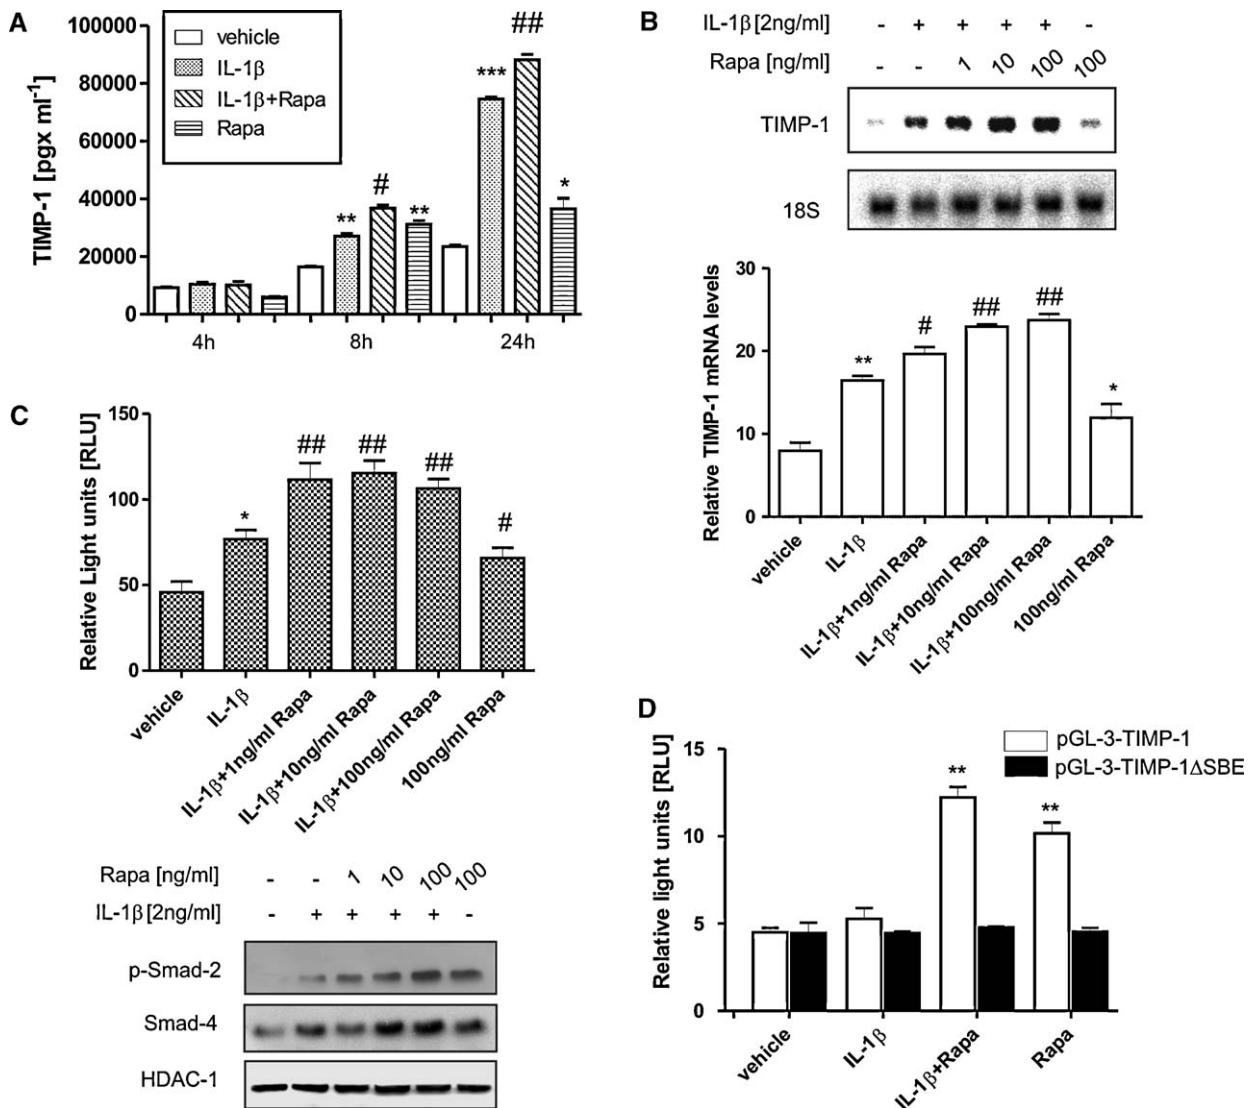 A
TIMP-1 [pgx ml-1]
100000
80000
60000
40000
20000
0
vehicle
IL-1β
IL-1β+Rapa
Rapa
** # **
*** ## *
4h 8h 24h
B
IL-1β[2ng/ml] - + + + + -
Rapa [ng/ml] - - 1 10 100 100
TIMP-1
18S
Relative TIMP-1 mRNA levels
30
20
10
0
** # ## ## *
vehicle
IL-1β
IL-1β+1ng/ml Rapa
IL-1β+10ng/ml Rapa
IL-1β+100ng/ml Rapa
100ng/ml Rapa
C
Relative Light units [RLU]
150
100
50
0
* ## ## ## #
vehicle
IL-1β
IL-1β+1ng/ml Rapa
IL-1β+10ng/ml Rapa
IL-1β+100ng/ml Rapa
100ng/ml Rapa
Rapa [ng/ml] - - 1 10 100 100
IL-1β[2ng/ml] - + + + + -
p-Smad-2
Smad-4
HDAC-1
D
Relative light units [RLU]
15
10
5
0
pGL-3-TIMP-1
pGL-3-TIMP-1ΔSBE
** **
vehicle
IL-1β
IL-1β+Rapa
Rapa